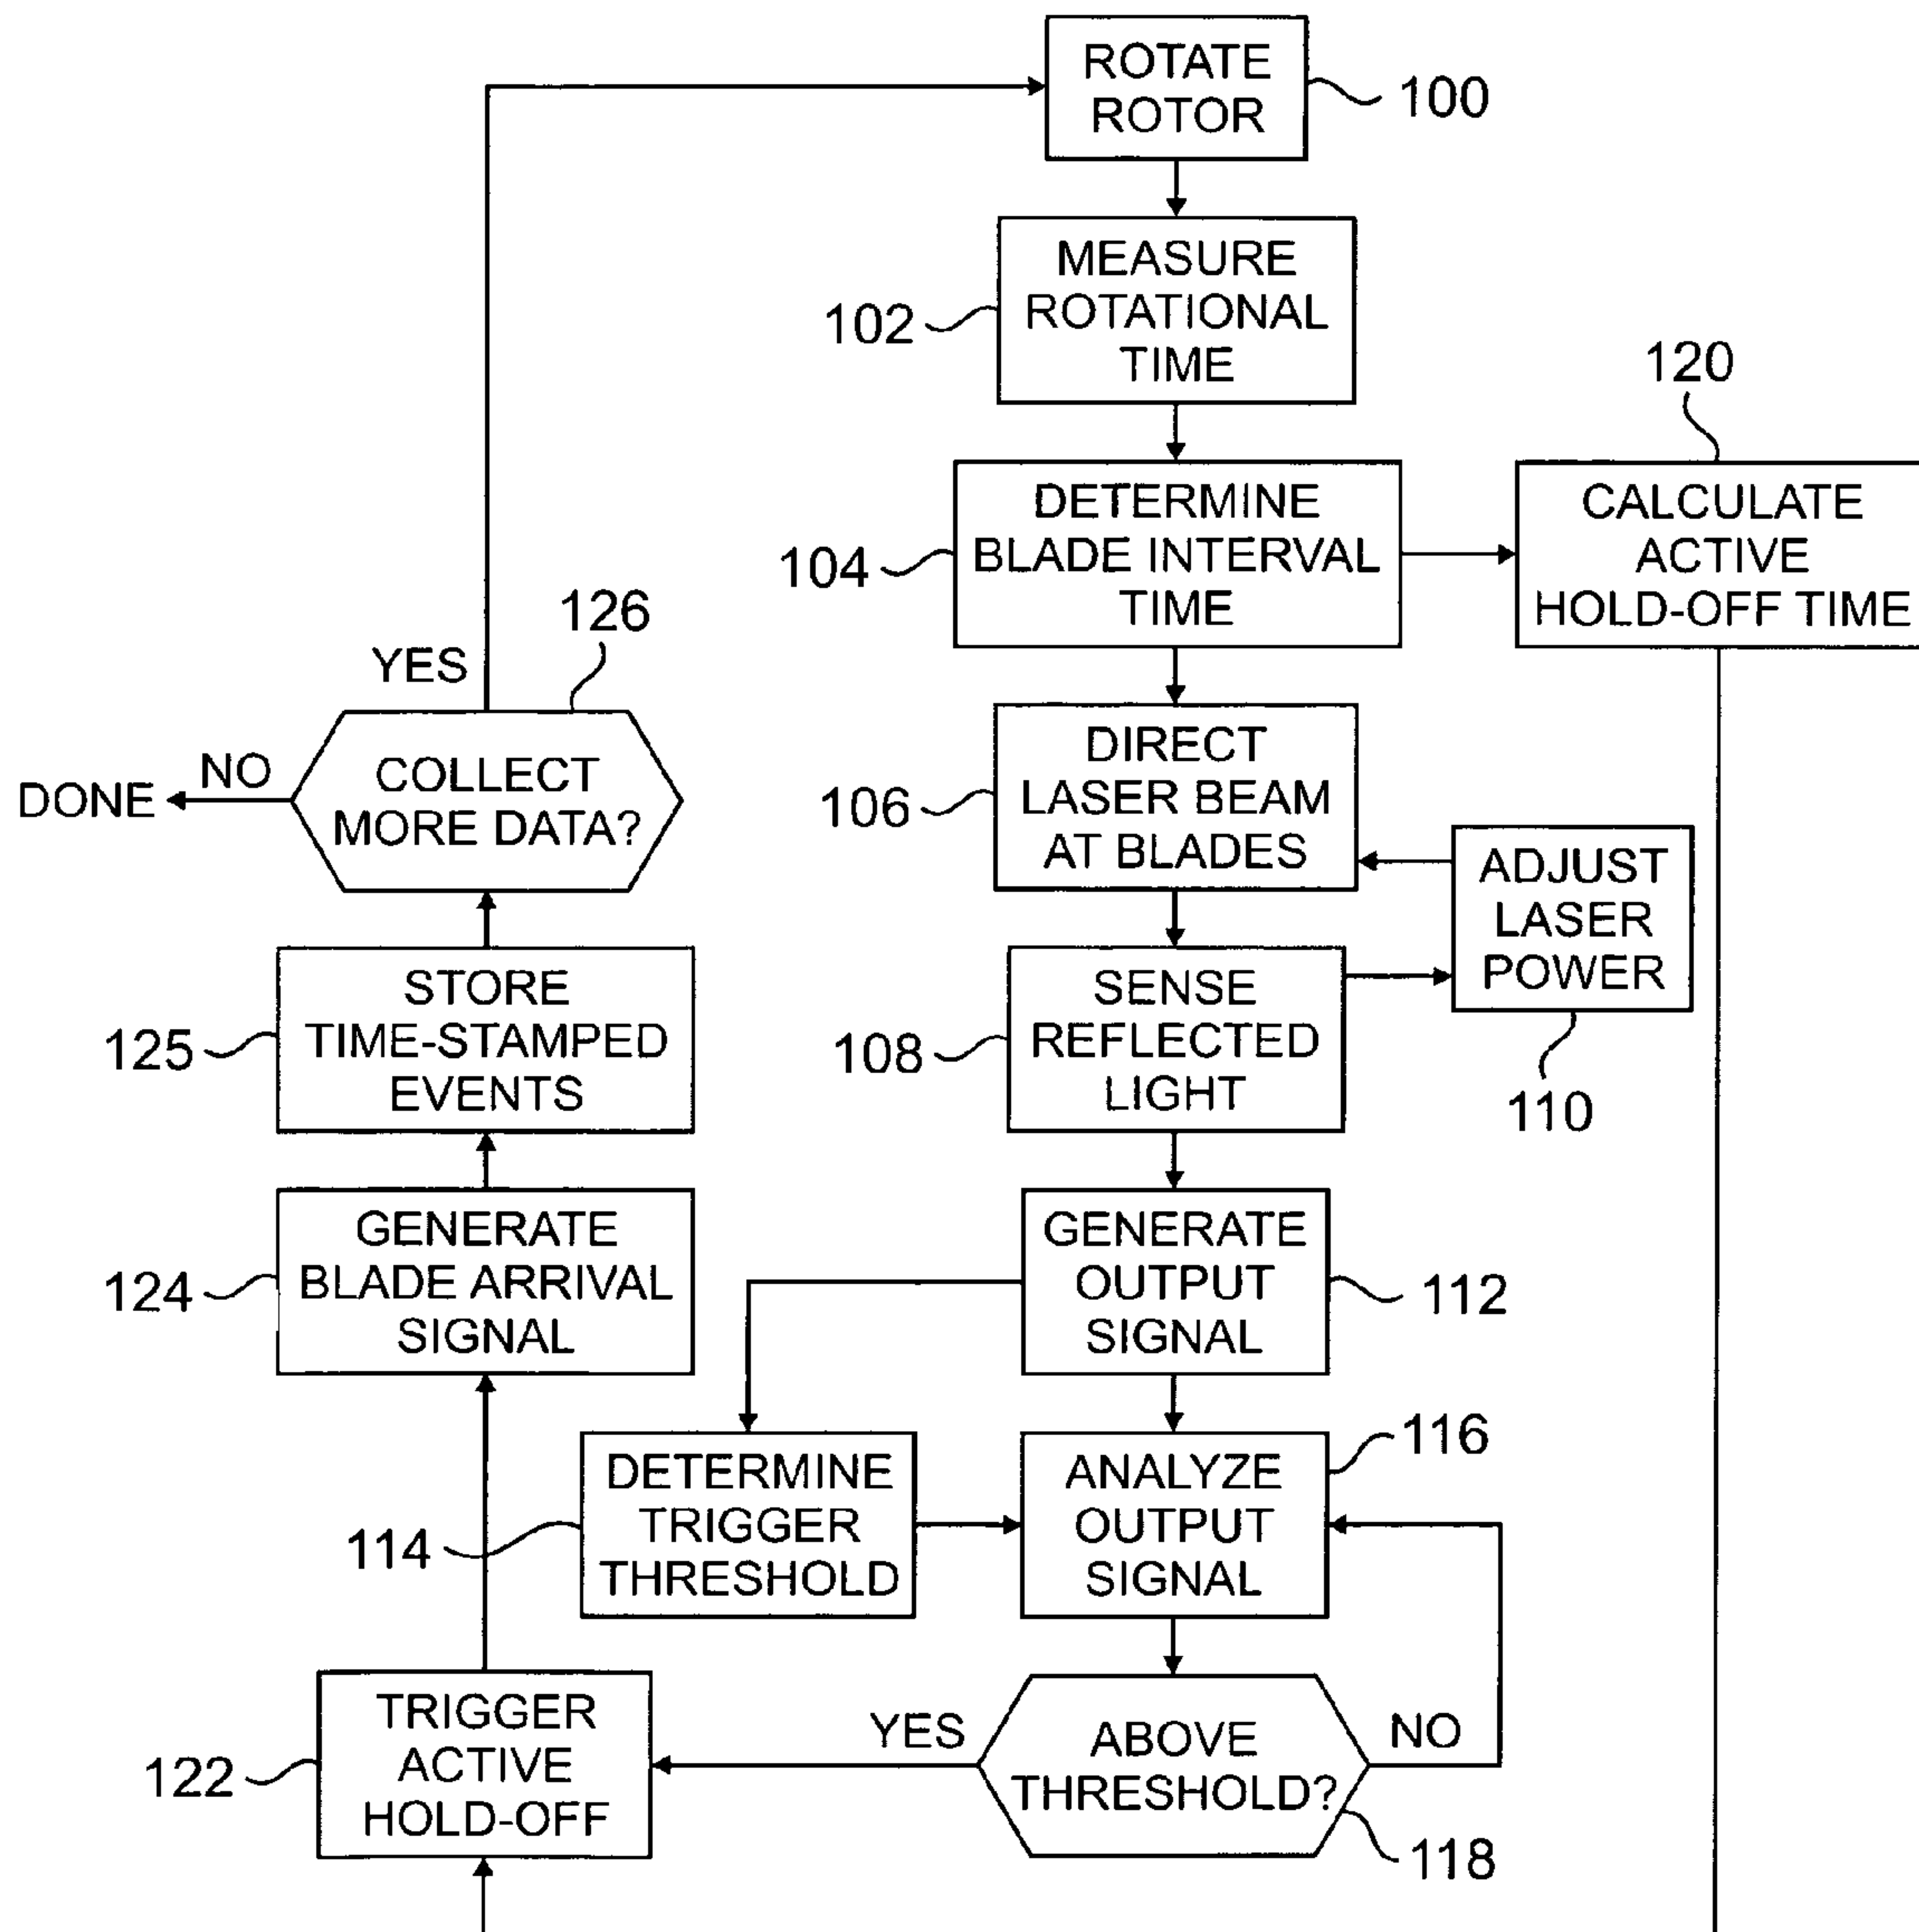 ROTATE
ROTOR
100
MEASURE
ROTATIONAL
TIME
102
120
DETERMINE
BLADE INTERVAL
TIME
104
CALCULATE
ACTIVE
HOLD-OFF TIME
126
YES
DIRECT
LASER BEAM
AT BLADES
106
COLLECT
MORE DATA?
NO
DONE
ADJUST
LASER
POWER
110
SENSE
REFLECTED
LIGHT
108
STORE
TIME-STAMPED
EVENTS
125
GENERATE
BLADE ARRIVAL
SIGNAL
124
GENERATE
OUTPUT
SIGNAL
112
DETERMINE
TRIGGER
THRESHOLD
114
ANALYZE
OUTPUT
SIGNAL
116
TRIGGER
ACTIVE
HOLD-OFF
122
YES
ABOVE
THRESHOLD?
NO
118